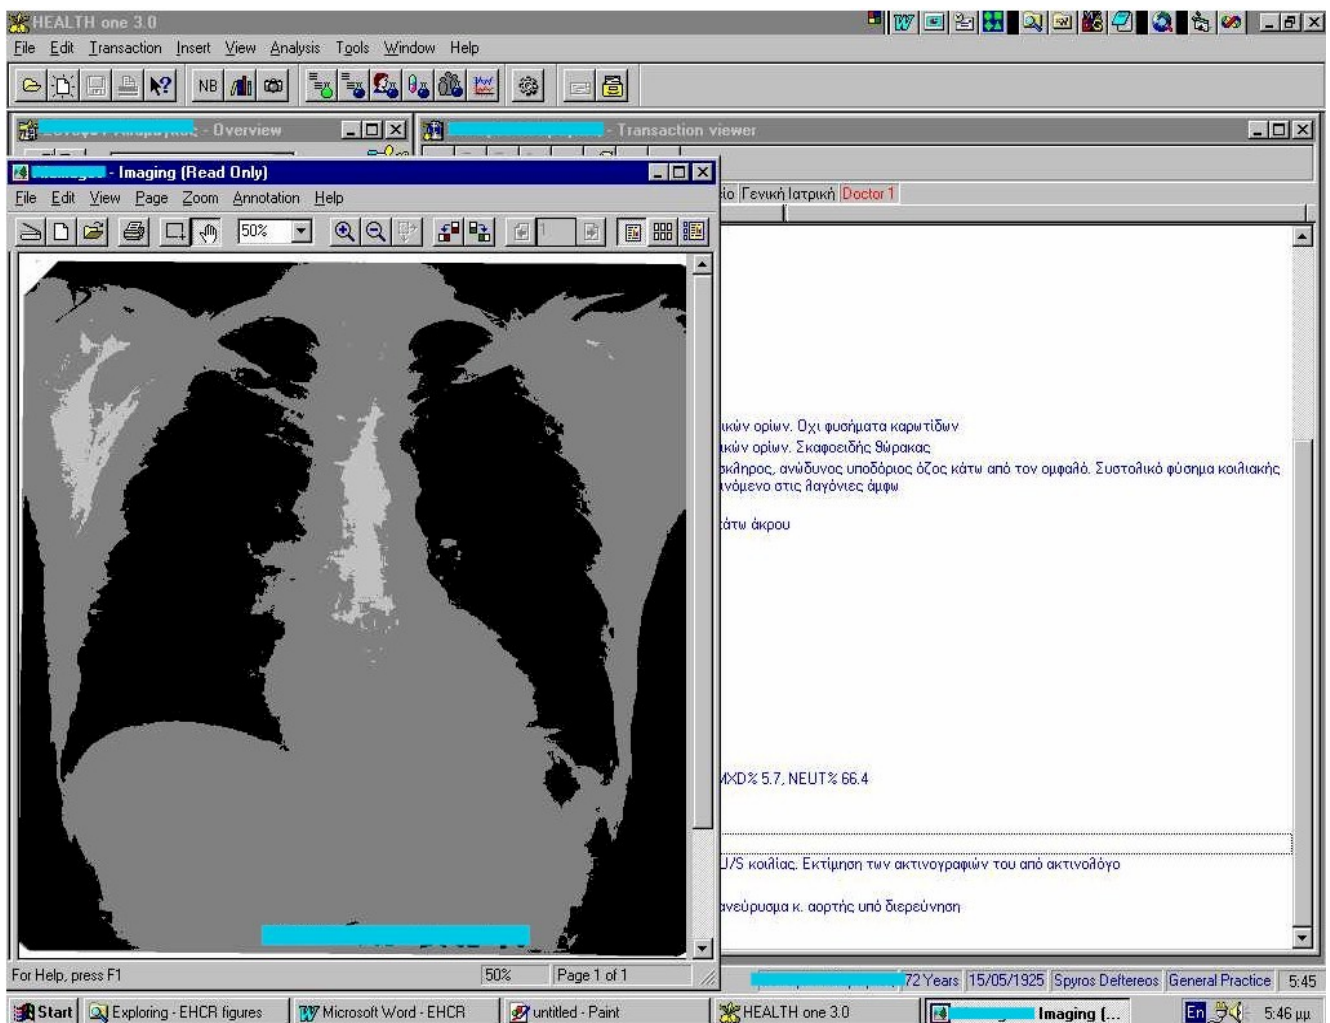 HEALTH one 3.0
File Edit Transaction Insert View Analysis Tools Window Help
NB
- Overview
- Transaction viewer
- Imaging (Read Only)
File Edit View Page Zoom Annotation Help
Γενική Ιατρική Doctor 1
50%
1
ικών ορίων. Οχι φυσήματα καρωτίδων
ικών ορίων. Σκαφοειδής θώρακας
σκληρος, ανώδυνος υποδόριος όζος κάτω από τον ομφαλό. Συστολικό φύσημα κοιλιακής
ινόμενο στις λαγόνιες άμφω
κάτω άκρου
MXD% 5.7, NEUT% 66.4
U/S κοιλίας. Εκτίμηση των ακτινογραφιών του από ακτινολόγο
ανεύρυσμα κ. αορτής υπό διερεύνηση
For Help, press F1
50%
Page 1 of 1
72 Years 15/05/1925 Spyros Deftereos General Practice 5:45
Start Exploring - EHCR figures Microsoft Word - EHCR untitled - Paint HEALTH one 3.0 Imaging (... En 5:46 μμ